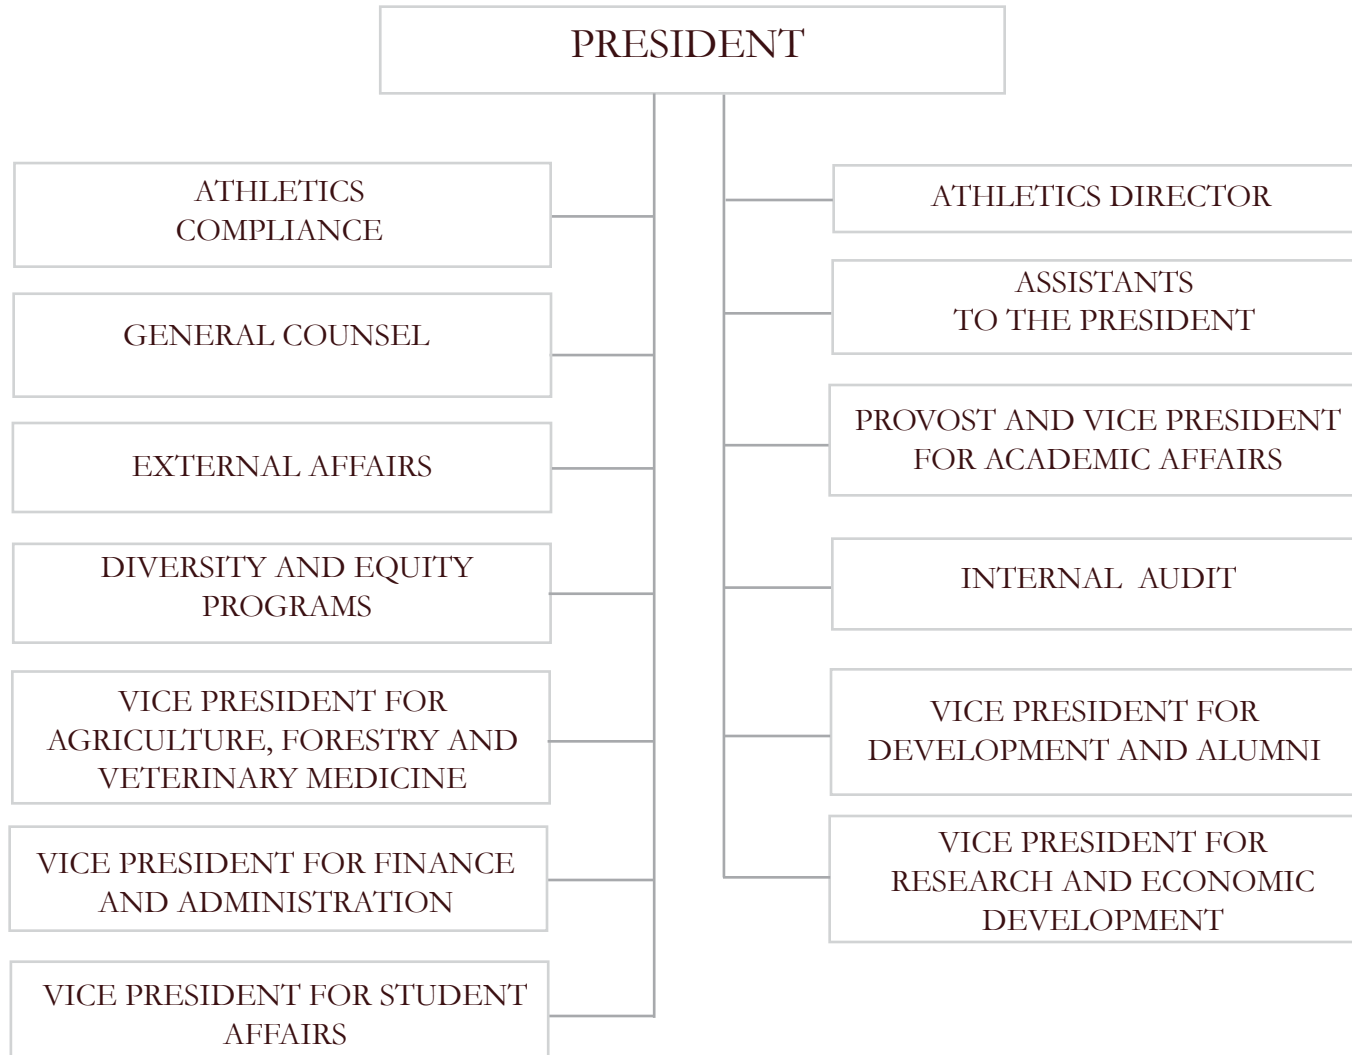 PRESIDENT
ATHLETICS
COMPLIANCE
GENERAL COUNSEL
EXTERNAL AFFAIRS
DIVERSITY AND EQUITY
PROGRAMS
VICE PRESIDENT FOR
AGRICULTURE, FORESTRY AND
VETERINARY MEDICINE
VICE PRESIDENT FOR FINANCE
AND ADMINISTRATION
VICE PRESIDENT FOR STUDENT
AFFAIRS
ATHLETICS DIRECTOR
ASSISTANTS
TO THE PRESIDENT
PROVOST AND VICE PRESIDENT
FOR ACADEMIC AFFAIRS
INTERNAL AUDIT
VICE PRESIDENT FOR
DEVELOPMENT AND ALUMNI
VICE PRESIDENT FOR
RESEARCH AND ECONOMIC
DEVELOPMENT